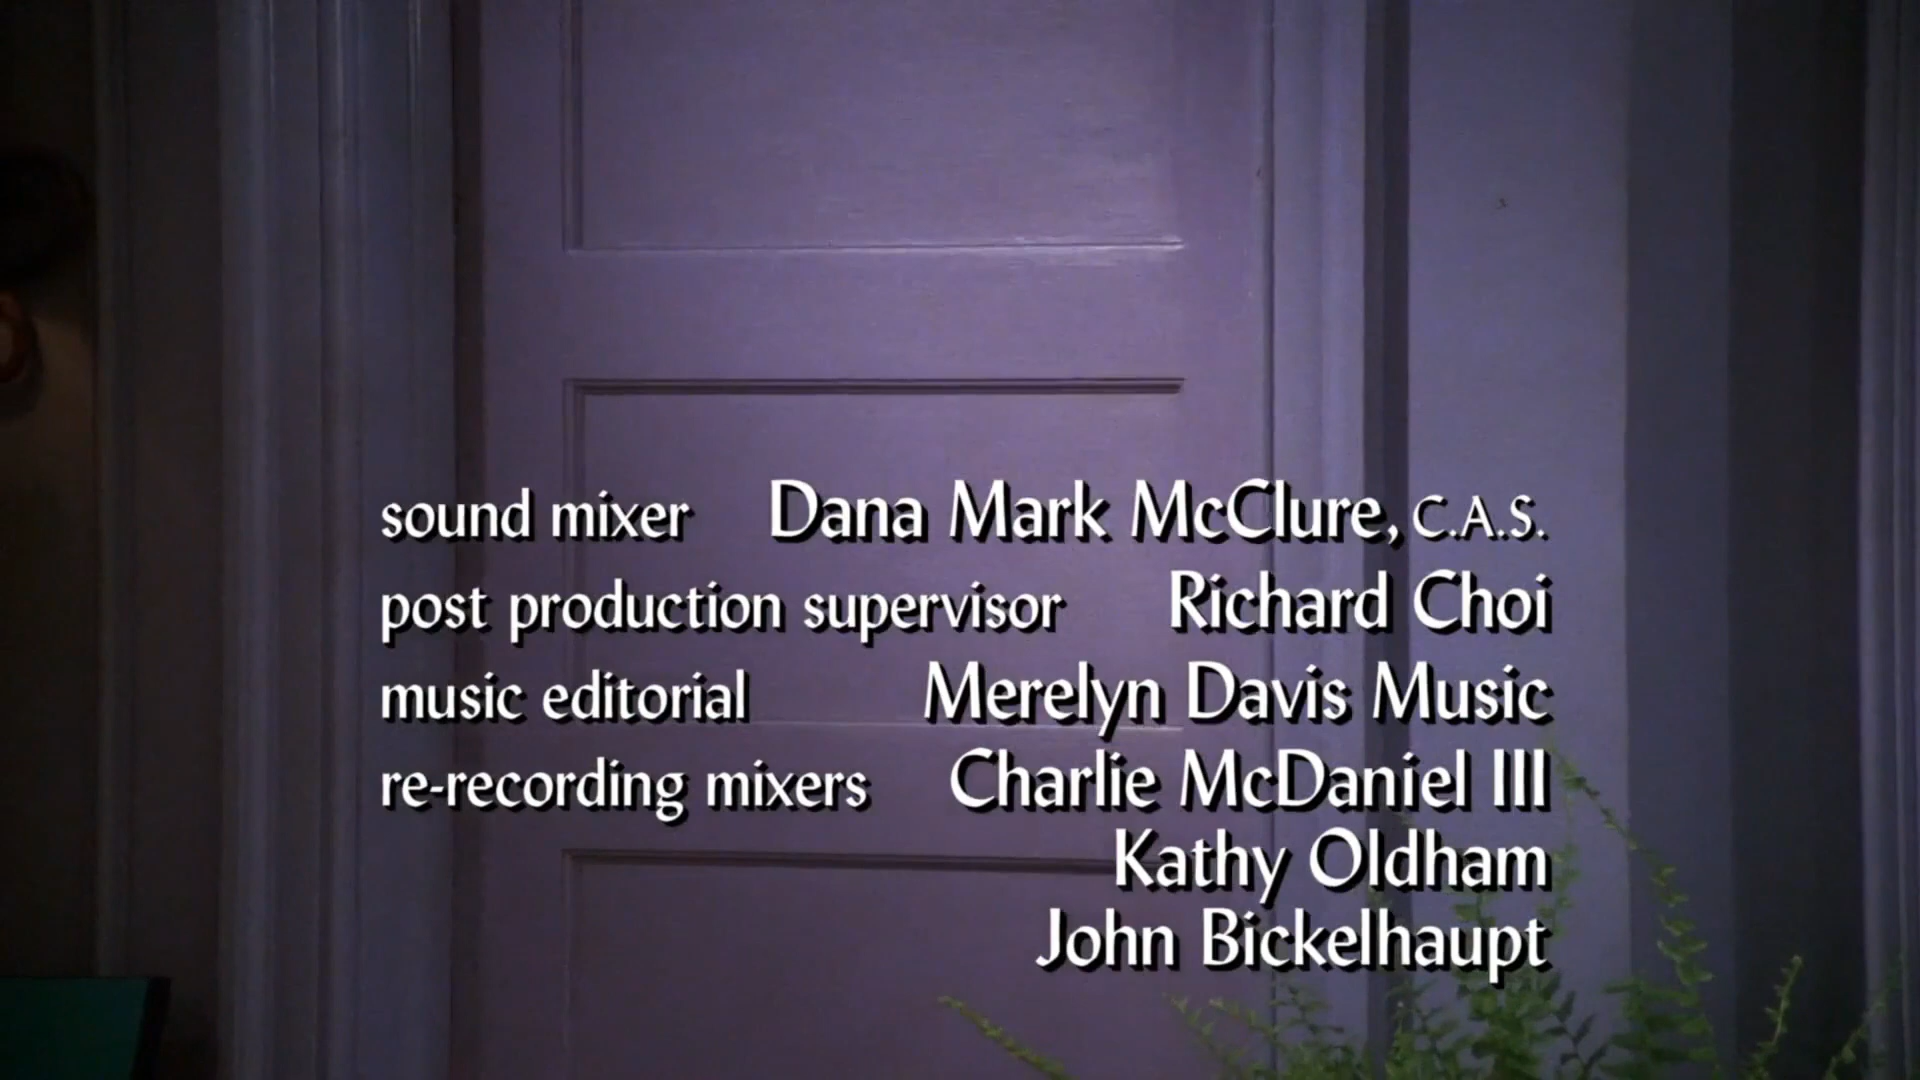 sound mixer Dana Mark McClure, C.A.S.
post production supervisor Richard Choi
music editorial Merelyn Davis Music
re-recording mixers Charlie McDaniel III
Kathy Oldham
John Bickelhaupt